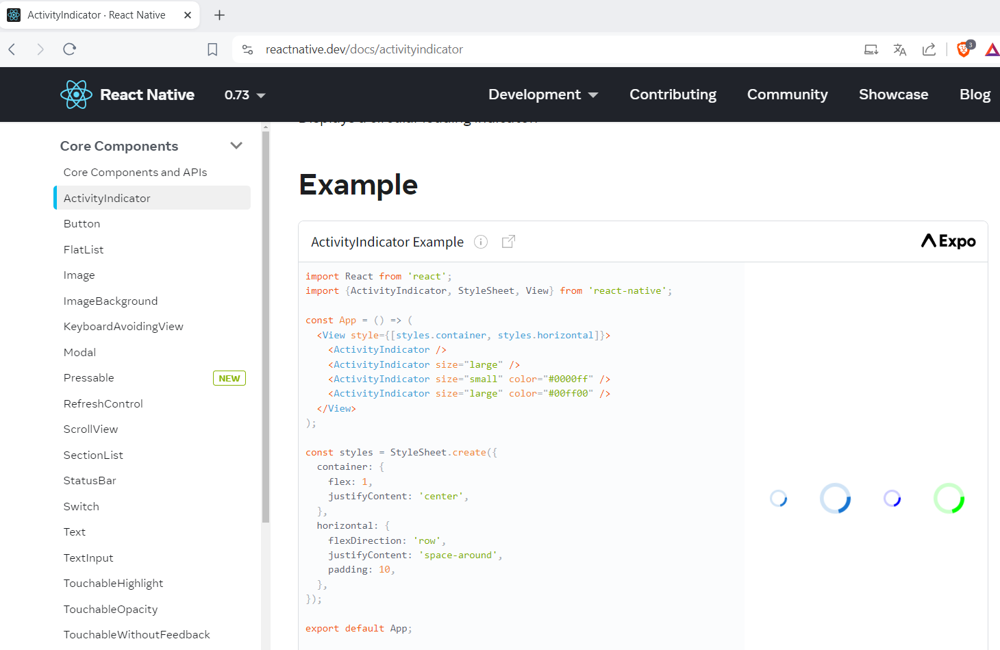 ActivityIndicator · React Native
reactnative.dev/docs/activityindicator
3
React Native
0.73
Development
Contributing
Community
Showcase
Blog
Core Components
Core Components and APIs
ActivityIndicator
Button
FlatList
Image
ImageBackground
KeyboardAvoidingView
Modal
Pressable
NEW
RefreshControl
ScrollView
SectionList
StatusBar
Switch
Text
TextInput
TouchableHighlight
TouchableOpacity
TouchableWithoutFeedback
Displays a circular loading indicator.
Example
ActivityIndicator Example
Expo
import React from 'react';
import {ActivityIndicator, StyleSheet, View} from 'react-native';
const App = () => (
<View style={[styles.container, styles.horizontal]}>
<ActivityIndicator />
<ActivityIndicator size="large" />
<ActivityIndicator size="small" color="#0000ff" />
<ActivityIndicator size="large" color="#00ff00" />
</View>
);
const styles = StyleSheet.create({
container: {
flex: 1,
justifyContent: 'center',
},
horizontal: {
flexDirection: 'row',
justifyContent: 'space-around',
padding: 10,
},
});
export default App;